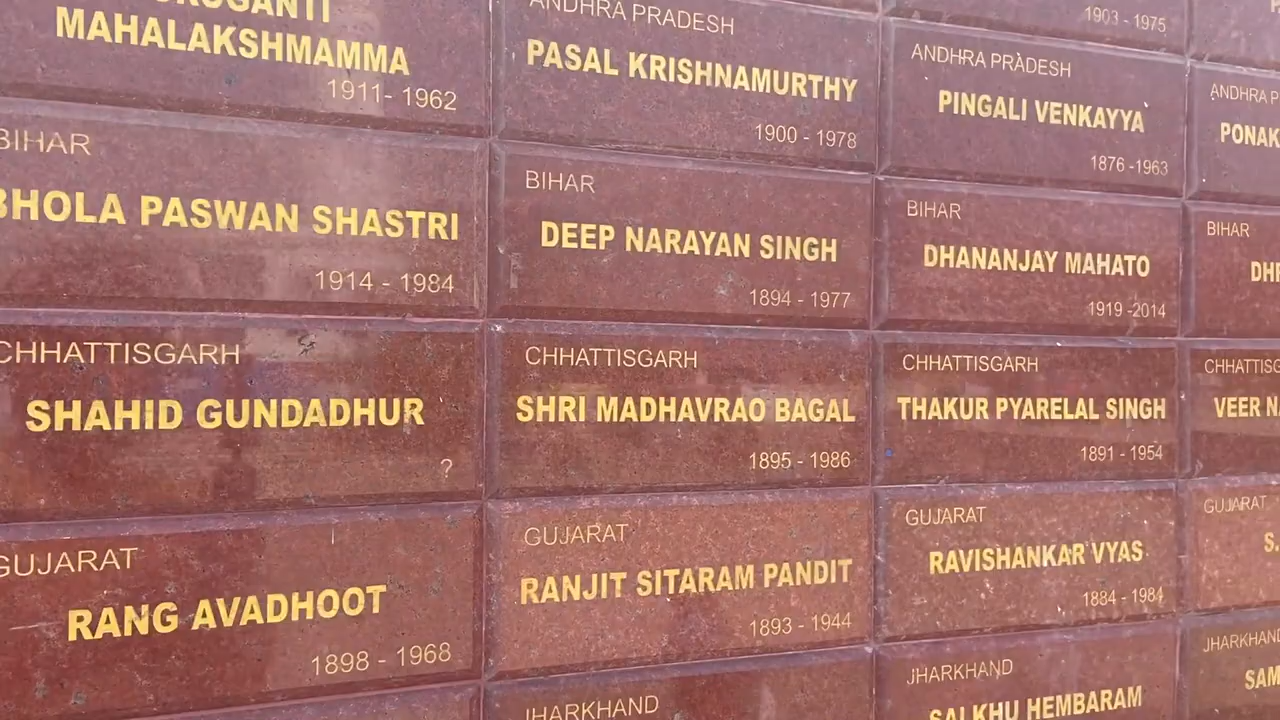 MAHALAKSHMAMMA
1911- 1962
ANDHRA PRADESH
PASAL KRISHNAMURTHY
1900 - 1978
1903 - 1975
ANDHRA PRADESH
PINGALI VENKAYYA
1876 -1963
ANDHRA
BIHAR
BHOLA PASWAN SHASTRI
1914 - 1984
BIHAR
DEEP NARAYAN SINGH
1894 - 1977
BIHAR
DHANANJAY MAHATO
1919 -2014
BIHAR
CHHATTISGARH
SHAHID GUNDADHUR
?
CHHATTISGARH
SHRI MADHAVRAO BAGAL
1895 - 1986
CHHATTISGARH
THAKUR PYARELAL SINGH
1891 - 1954
VEER
GUJARAT
RANG AVADHOOT
1898 - 1968
GUJARAT
RANJIT SITARAM PANDIT
1893 - 1944
GUJARAT
RAVISHANKAR VYAS
1884 - 1984
GUJARAT
JHARKHAND
JHARKHAND
SALKHU HEMBARAM
JHARKHAND